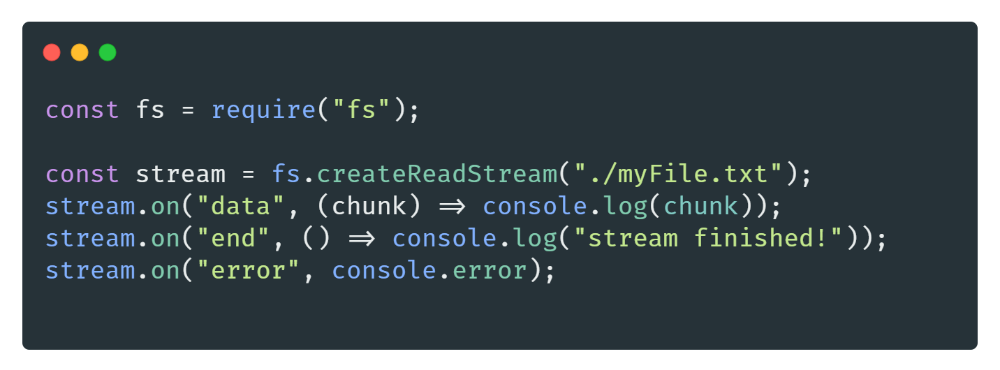 const fs = require("fs");
const stream = fs.createReadStream("./myFile.txt");
stream.on("data", (chunk) => console.log(chunk));
stream.on("end", () => console.log("stream finished!"));
stream.on("error", console.error);